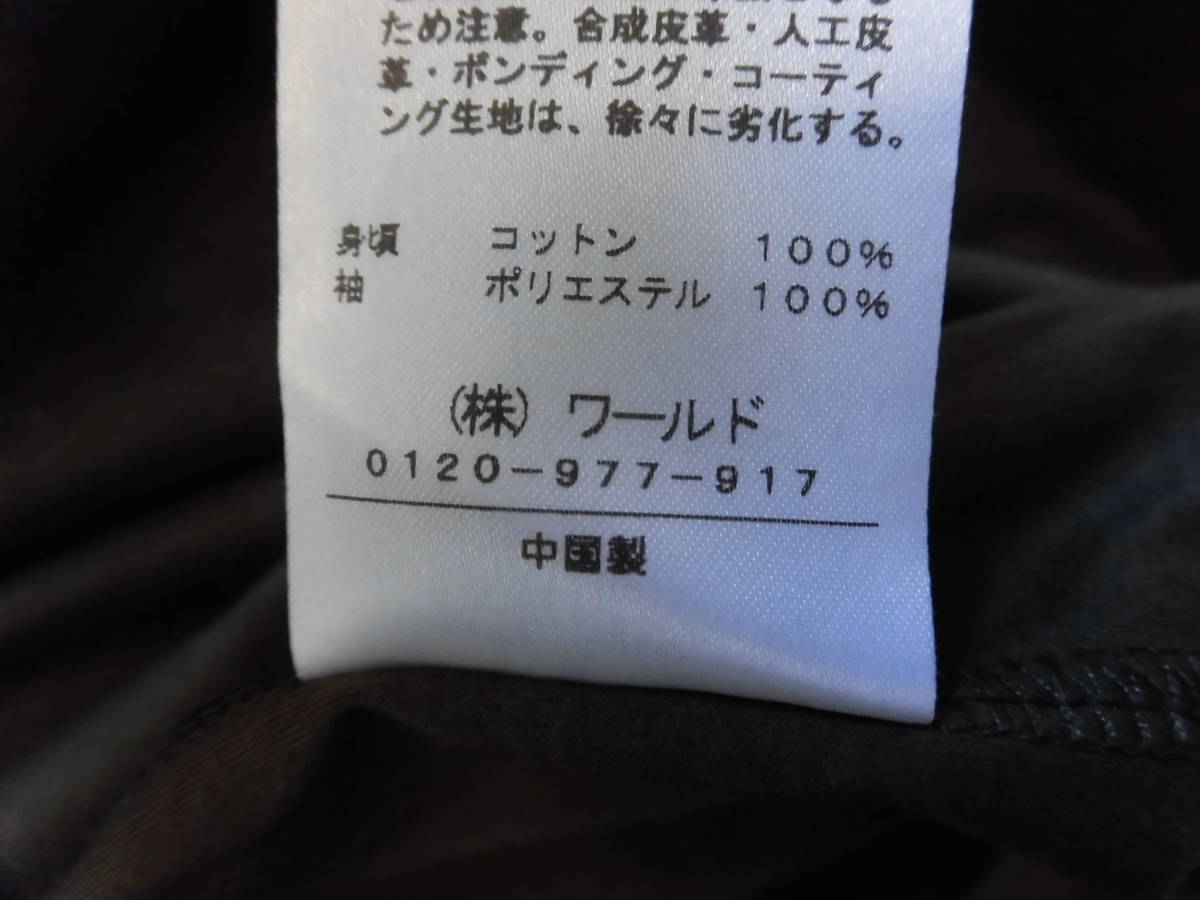 ため注意。合成皮革・人工皮
革・ボンディング・コーティ
ング生地は、徐々に劣化する。
身頃 コットン 100%
袖 ポリエステル 100%
(株) ワールド
0120-977-917
中国製